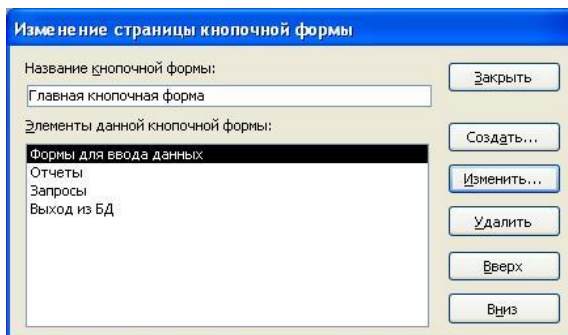 Изменение страницы кнопочной формы
Название кнопочной формы:
Закрыть
Главная кнопочная форма
Элементы данной кнопочной формы:
Создать...
Формы для ввода данных
Отчеты
Изменить...
Запросы
Выход из БД
Удалить
Вверх
Вниз